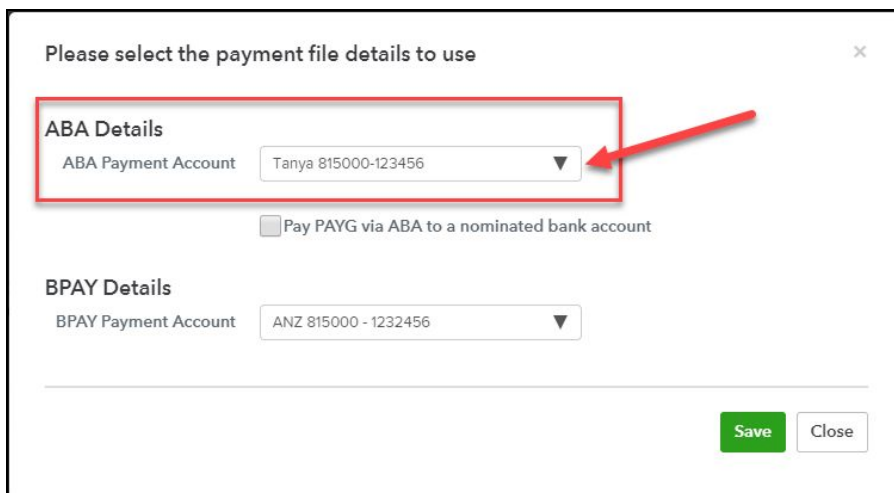 Please select the payment file details to use
×
ABA Details
ABA Payment Account Tanya 815000-123456
Pay PAYG via ABA to a nominated bank account
BPAY Details
BPAY Payment Account ANZ 815000 - 1232456
Save Close